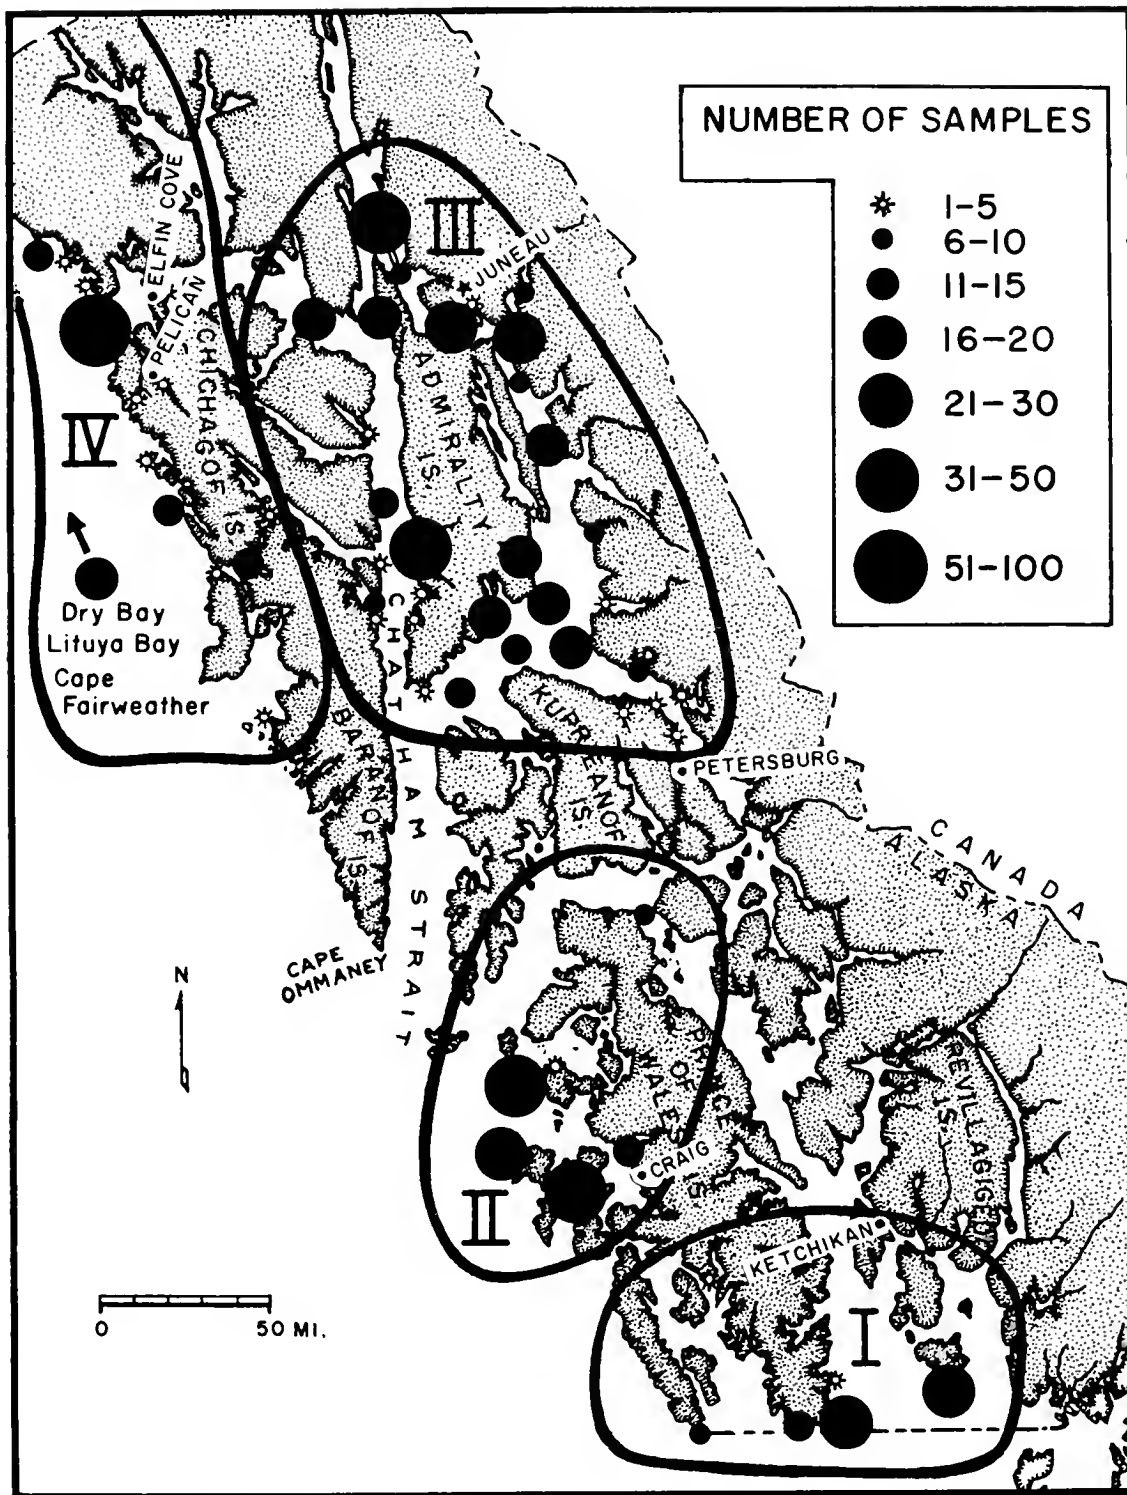 NUMBER OF SAMPLES
1-5
6-10
11-15
16-20
21-30
31-50
51-100
ELFIN COVE
PELICAN
CHICHAGOF IS.
III
JUNEAU
ADMIRALTY IS.
IV
Dry Bay
Lituya Bay
Cape
Fairweather
CHATHAM STRAIT
BARANOF IS.
KUPREANOF IS.
PETERSBURG
CANADA
ALASKA
CAPE
OMMANEY
N
PRINCE OF WALES IS.
REVILLAGIGEDO IS.
CRAIG
II
KETCHIKAN
I
0 50 MI.